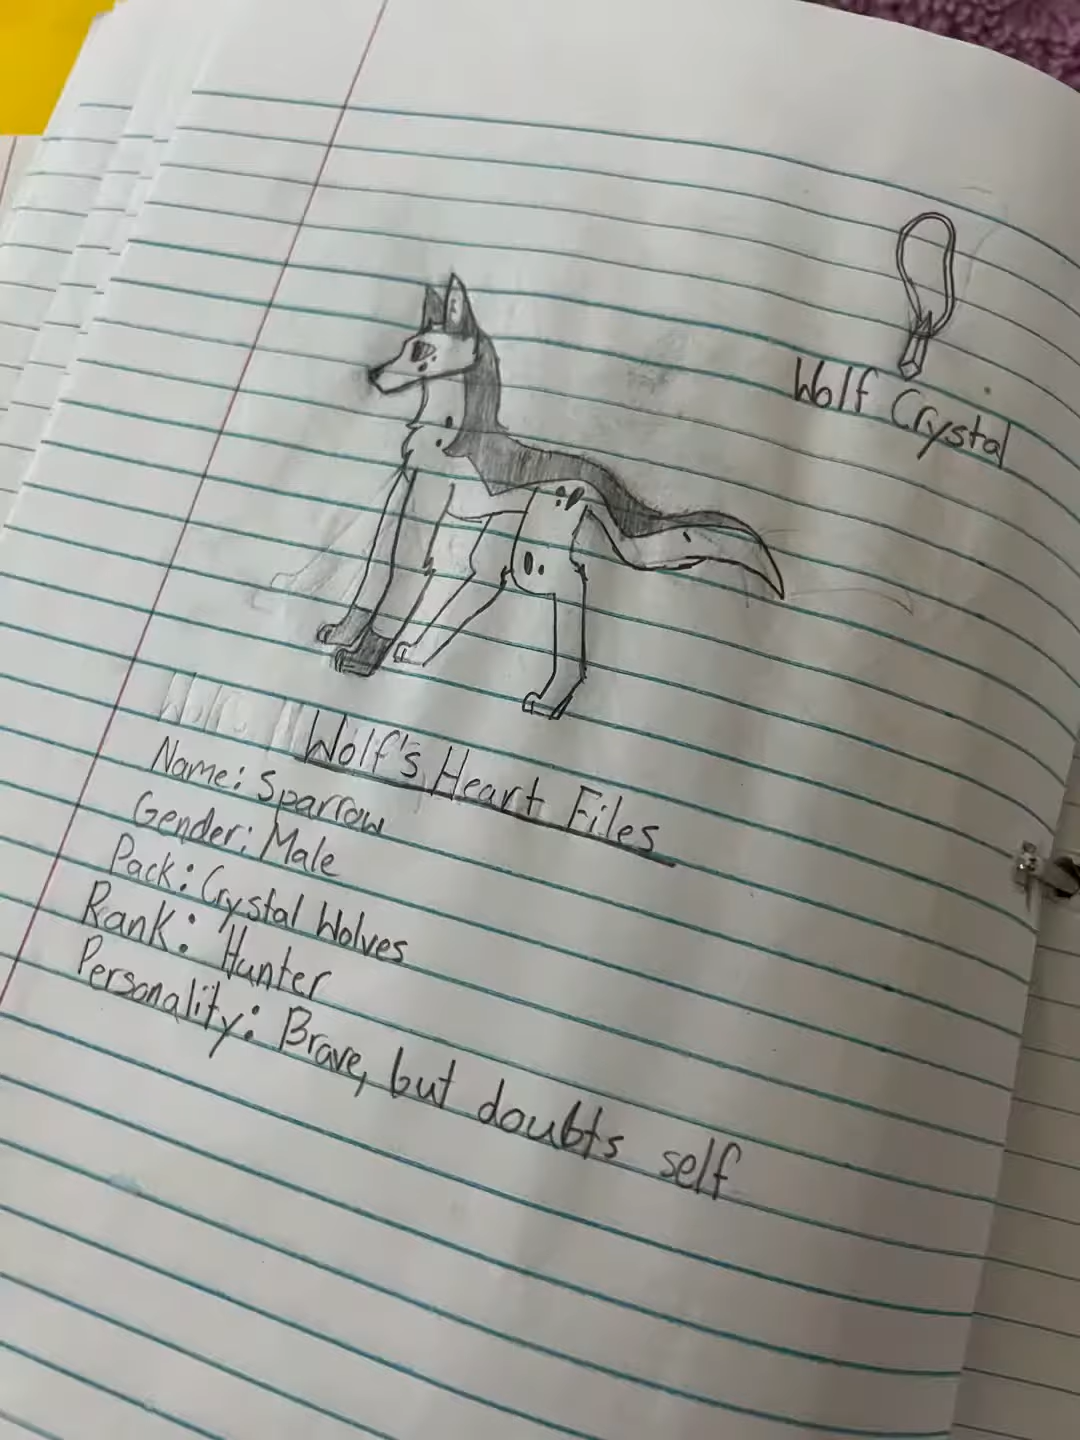 Wolf Crystal
Wolf's Heart Files
Name: Sparrow
Gender: Male
Pack: Crystal Wolves
Rank: Hunter
Personality: Brave, but doubts self